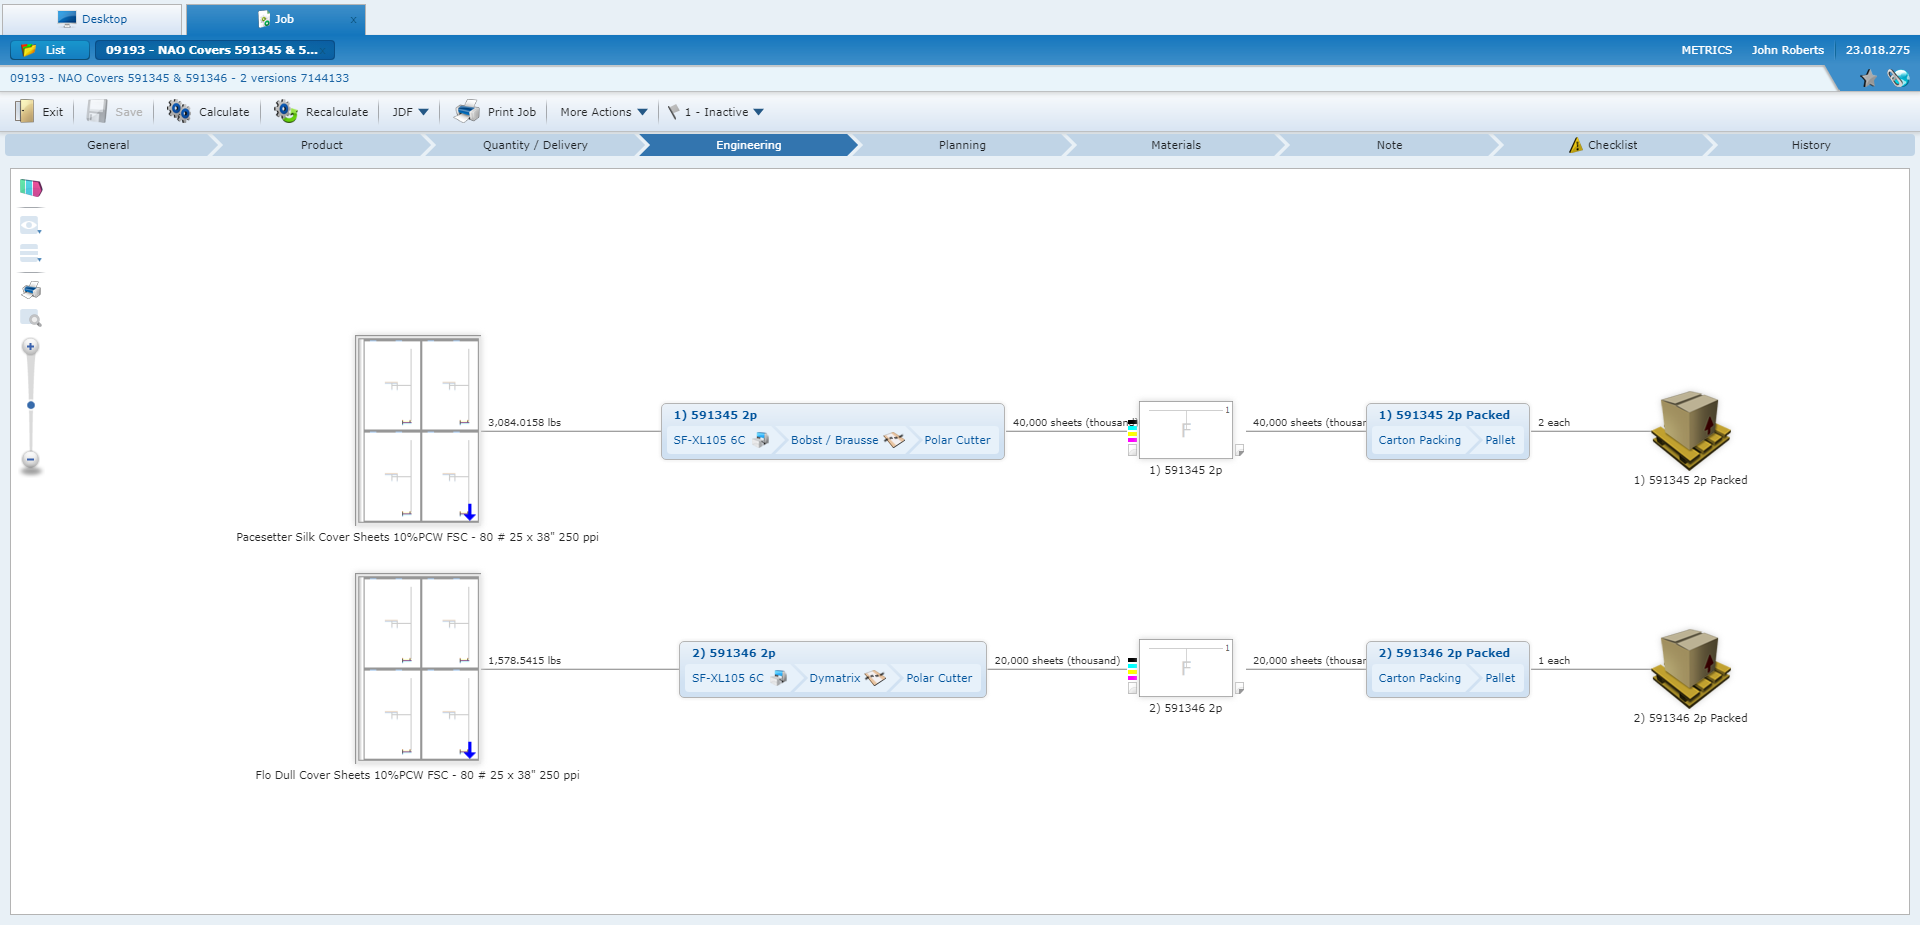 Desktop
Job x
List
09193 - NAO Covers 591345 & 5...
METRICS John Roberts 23.018.275
09193 - NAO Covers 591345 & 591346 - 2 versions 7144133
Exit Save Calculate Recalculate JDF Print Job More Actions 1 - Inactive
General Product Quantity / Delivery Engineering Planning Materials Note Checklist History
3,084.0158 lbs
1) 591345 2p
SF-XL105 6C Bobst / Brausse Polar Cutter
40,000 sheets (thousand)
1
F
1) 591345 2p
40,000 sheets (thousan
1) 591345 2p Packed
Carton Packing Pallet
2 each
1) 591345 2p Packed
Pacesetter Silk Cover Sheets 10%PCW FSC - 80 # 25 x 38" 250 ppi
1,578.5415 lbs
2) 591346 2p
SF-XL105 6C Dymatrix Polar Cutter
20,000 sheets (thousand)
1
F
2) 591346 2p
20,000 sheets (thousan
2) 591346 2p Packed
Carton Packing Pallet
1 each
2) 591346 2p Packed
Flo Dull Cover Sheets 10%PCW FSC - 80 # 25 x 38" 250 ppi